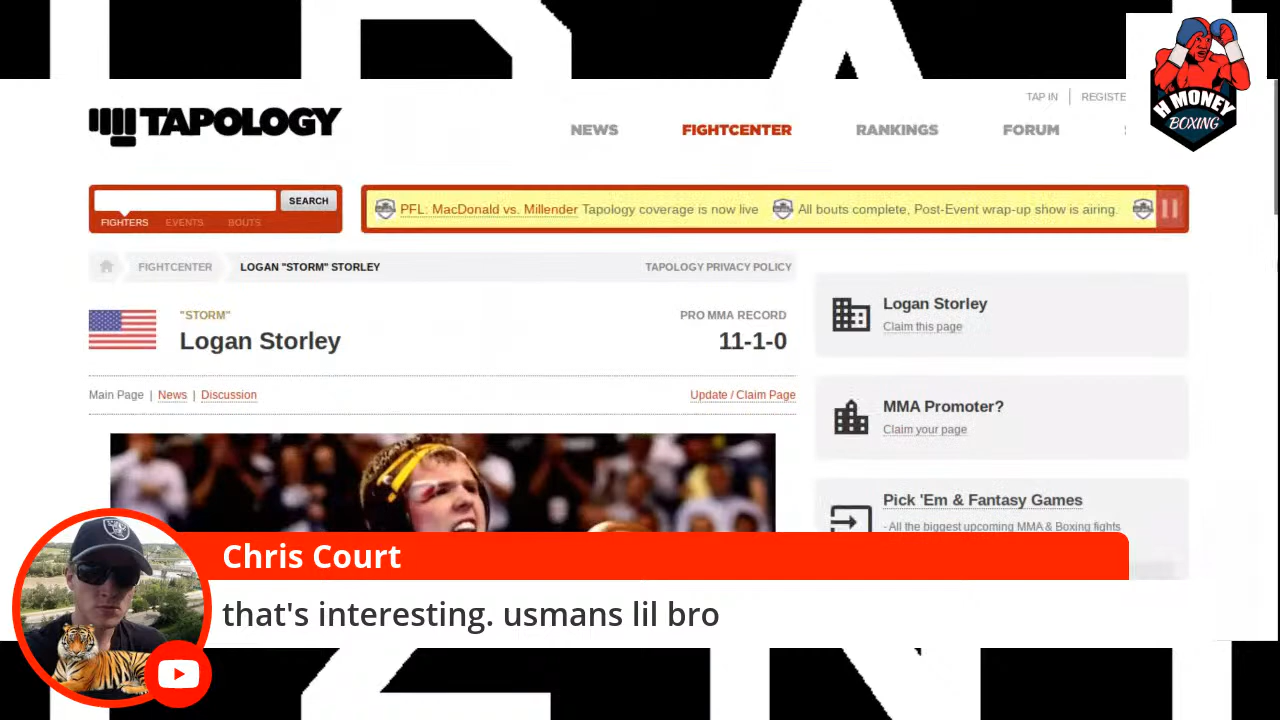 TAP IN
REGISTE
H MONEY
BOXING
TAPOLOGY
NEWS
FIGHTCENTER
RANKINGS
FORUM
SEARCH
FIGHTERS
EVENTS
BOUTS
PFL: MacDonald vs. Millender Tapology coverage is now live
All bouts complete, Post-Event wrap-up show is airing.
FIGHTCENTER
LOGAN "STORM" STORLEY
TAPOLOGY PRIVACY POLICY
"STORM"
PRO MMA RECORD
Logan Storley
11-1-0
Main Page | News | Discussion
Update / Claim Page
Logan Storley
Claim this page
MMA Promoter?
Claim your page
Pick 'Em & Fantasy Games
- All the biggest upcoming MMA & Boxing fights
Chris Court
that's interesting. usmans lil bro